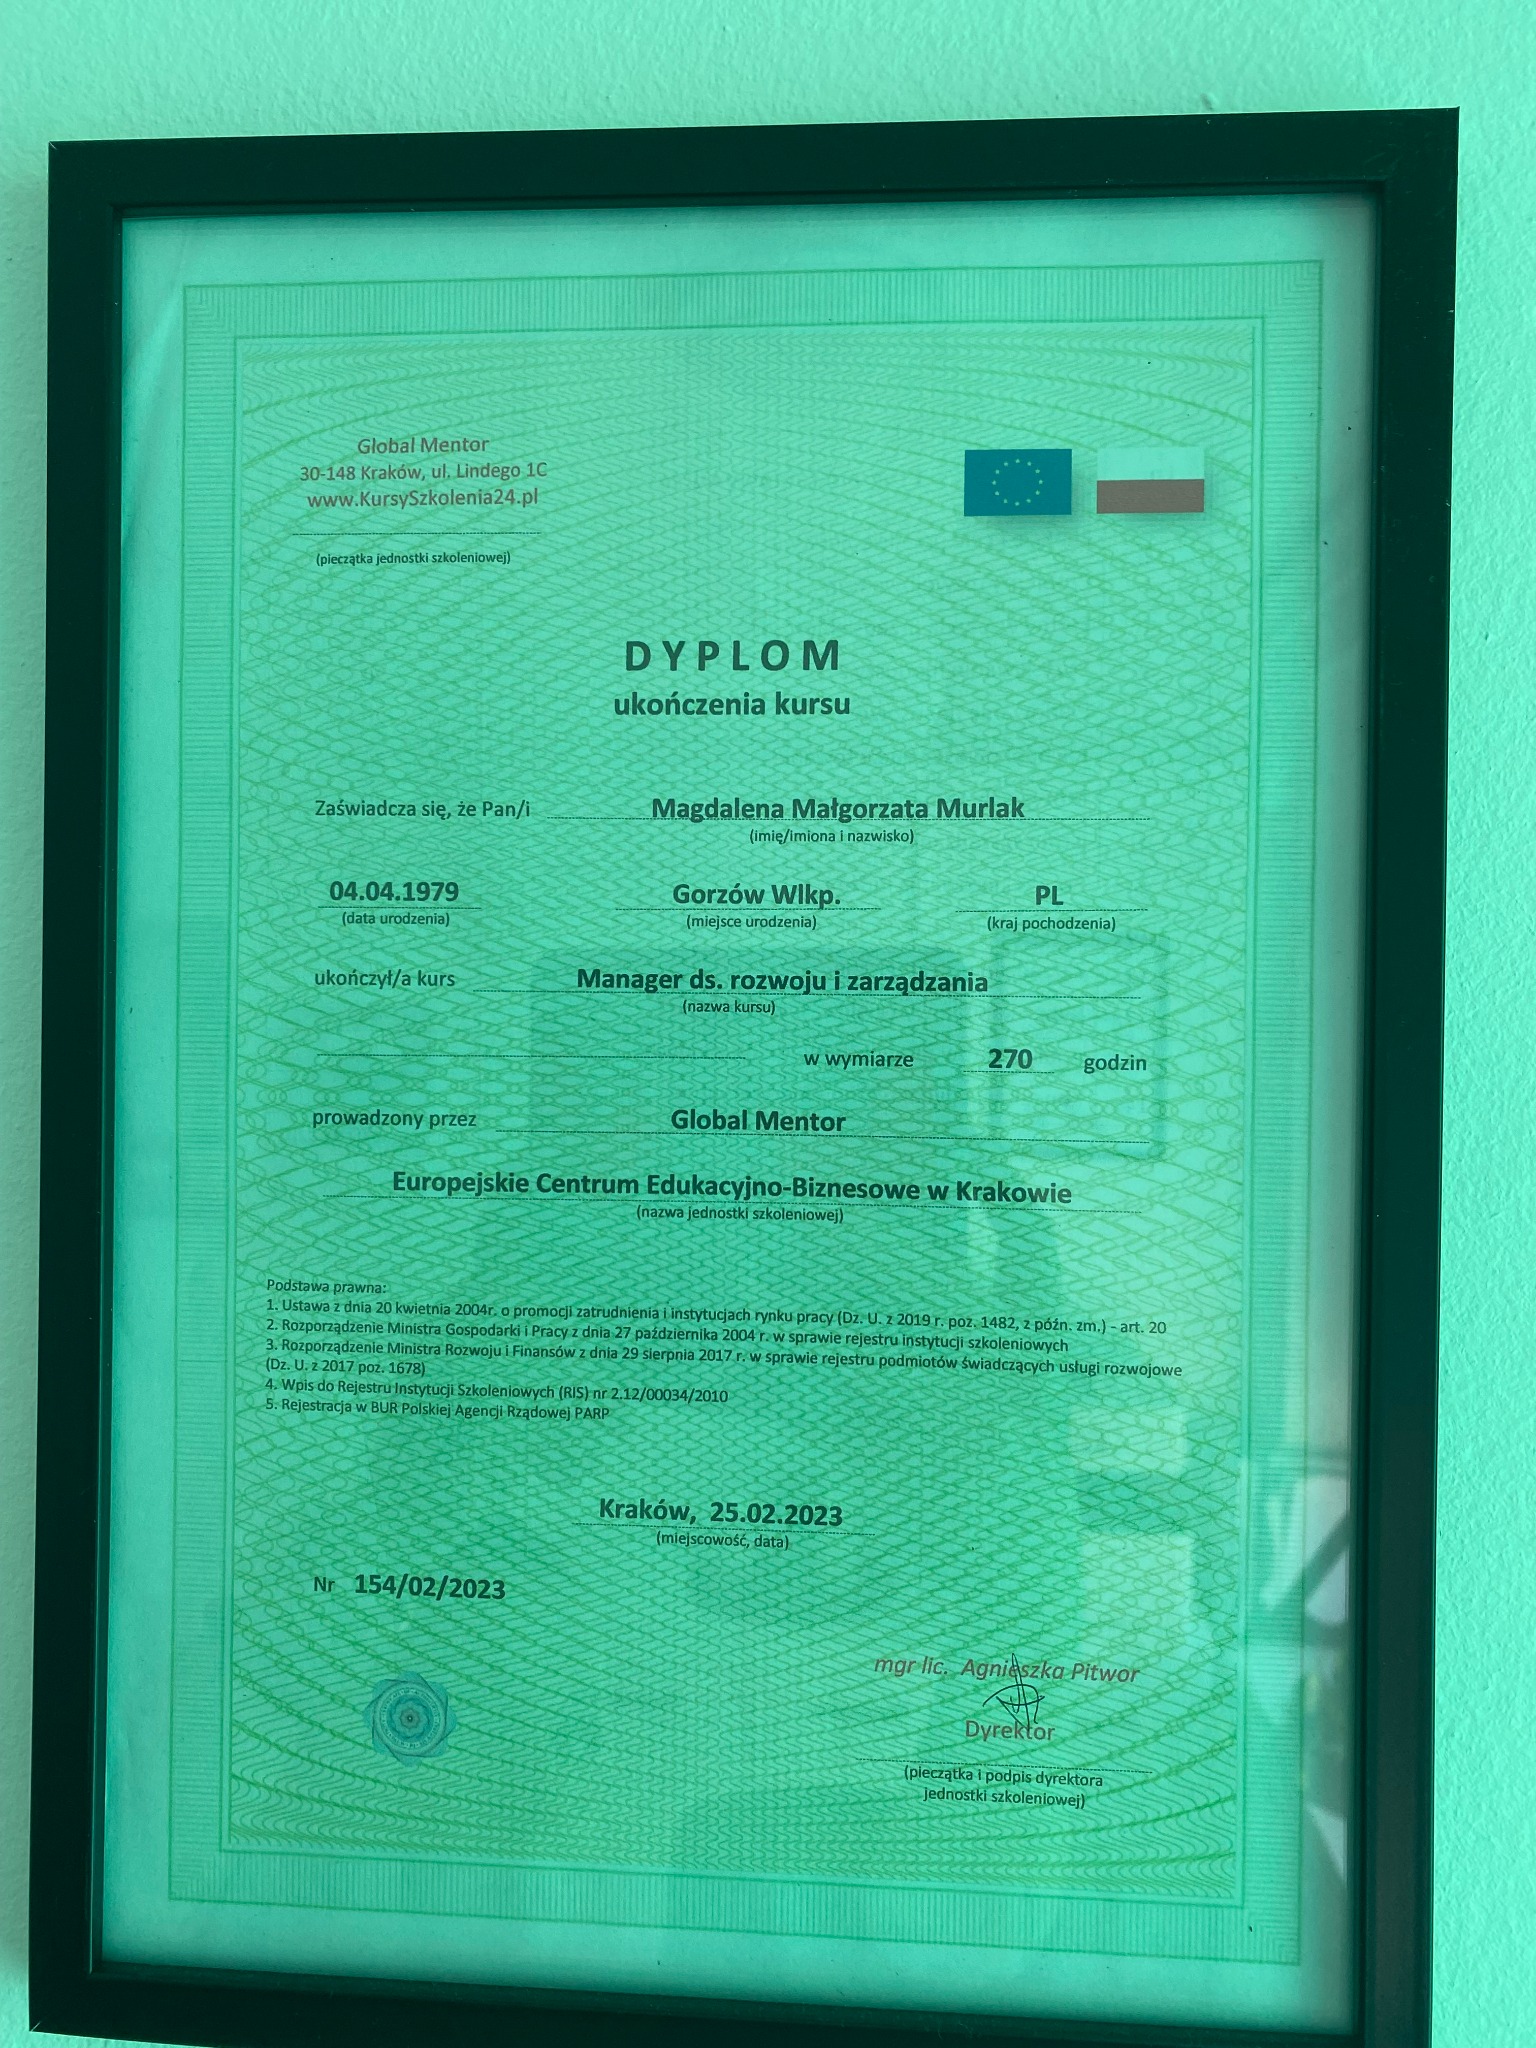 Global Mentor
30-148 Kraków, ul. Lindego 1C
www.KursySzkolenia24.pl
(pieczątka jednostki szkoleniowej)
DYPLOM
ukończenia kursu
Zaświadcza się, że Pan/i Magdalena Małgorzata Murlak
(imię/imiona i nazwisko)
04.04.1979 Gorzów Wlkp. PL
(data urodzenia) (miejsce urodzenia) (kraj pochodzenia)
ukończył/a kurs Manager ds. rozwoju i zarządzania
(nazwa kursu)
w wymiarze 270 godzin
prowadzony przez Global Mentor
Europejskie Centrum Edukacyjno-Biznesowe w Krakowie
(nazwa jednostki szkoleniowej)
Podstawa prawna:
1. Ustawa z dnia 20 kwietnia 2004r. o promocji zatrudnienia i instytucjach rynku pracy (Dz. U. z 2019 r. poz. 1482, z późn. zm.) - art. 20
2. Rozporządzenie Ministra Gospodarki i Pracy z dnia 27 października 2004 r. w sprawie rejestru instytucji szkoleniowych
3. Rozporządzenie Ministra Rozwoju i Finansów z dnia 29 sierpnia 2017 r. w sprawie rejestru podmiotów świadczących usługi rozwojowe
(Dz. U. z 2017 poz. 1678)
4. Wpis do Rejestru Instytucji Szkoleniowych (RIS) nr 2.12/00034/2010
5. Rejestracja w BUR Polskiej Agencji Rządowej PARP
Kraków, 25.02.2023
(miejscowość, data)
Nr 154/02/2023
mgr lic. Agnieszka Pitwor
Dyrektor
(pieczątka i podpis dyrektora
jednostki szkoleniowej)